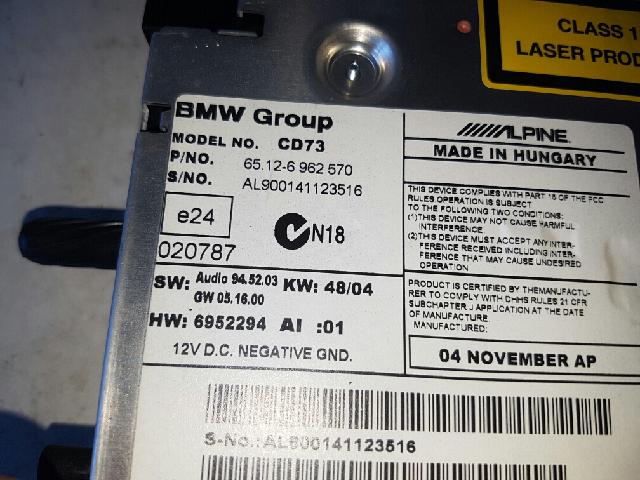 CLASS 1
LASER PROD
BMW Group
MODEL NO. CD73
P/NO. 65.12-6 962 570
S/NO. AL900141123516
e24
020787
N18
SW: Audio 94.52.03 KW: 48/04
GW 05.16.00
HW: 6952294 AI :01
12V D.C. NEGATIVE GND.
ALPINE
MADE IN HUNGARY
THIS DEVICE COMPLIES WITH PART 15 OF THE FCC
RULES OPERATION IS SUBJECT
TO THE FOLLOWING TWO CONDITIONS:
(1)THIS DEVICE MAY NOT CAUSE HARMFUL
INTERFERENCE
(2)THIS DEVICE MUST ACCEPT ANY INTER-
FERENCE RECEIVED INCLUDING INTER-
FERENCE THAT MAY CAUSE UNDESIRED
OPERATION
PRODUCT IS CERTIFIED BY THEMANUFACTU-
RER TO COMPLY WITH DHHS RULES 21 CFR
SUBCHAPTER J APPLICATION AT THE DATE
OF MANUFACTURE
MANUFACTURED:
04 NOVEMBER AP
S-No.:AL900141123516